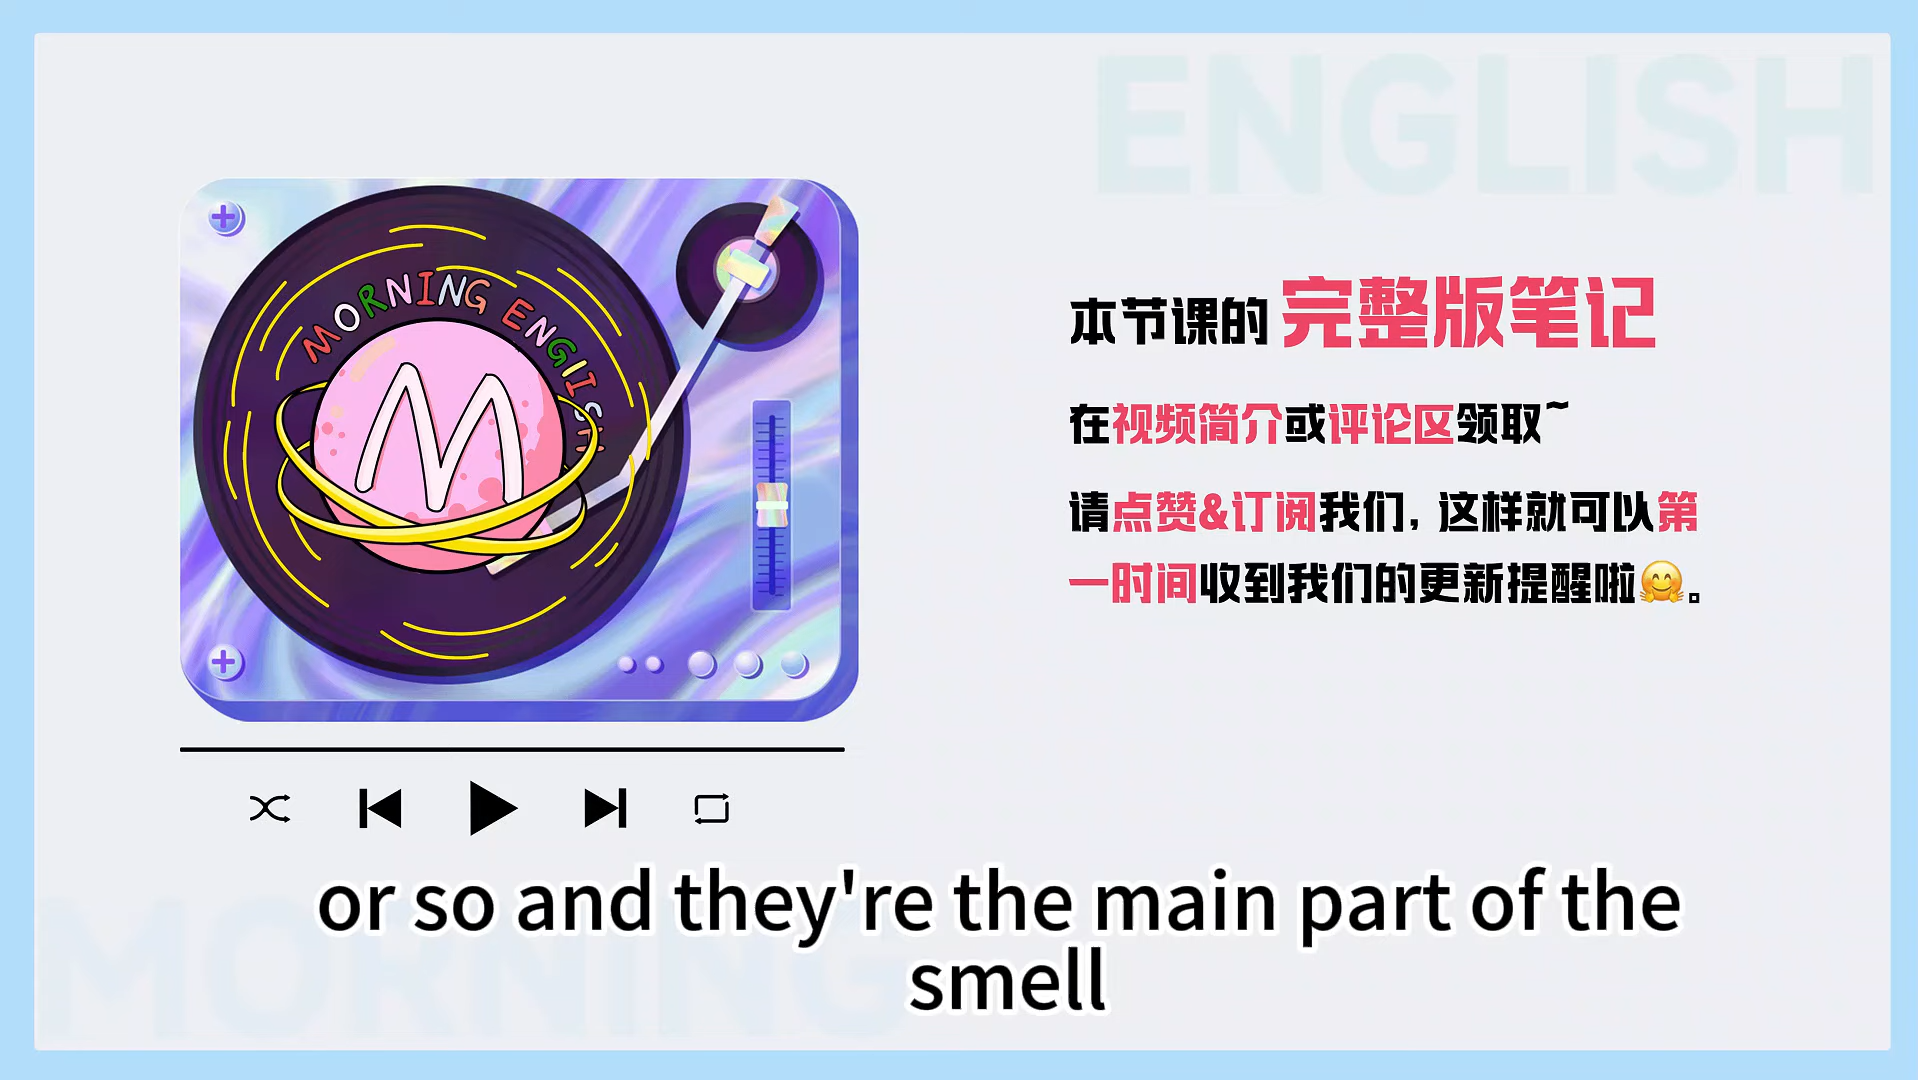 ENGLISH
MORNING ENGLISH
M
本节课的完整版笔记
在视频简介或评论区领取~
请点赞&订阅我们，这样就可以第
一时间收到我们的更新提醒啦🤗。
MORNING
or so and they're the main part of the
smell